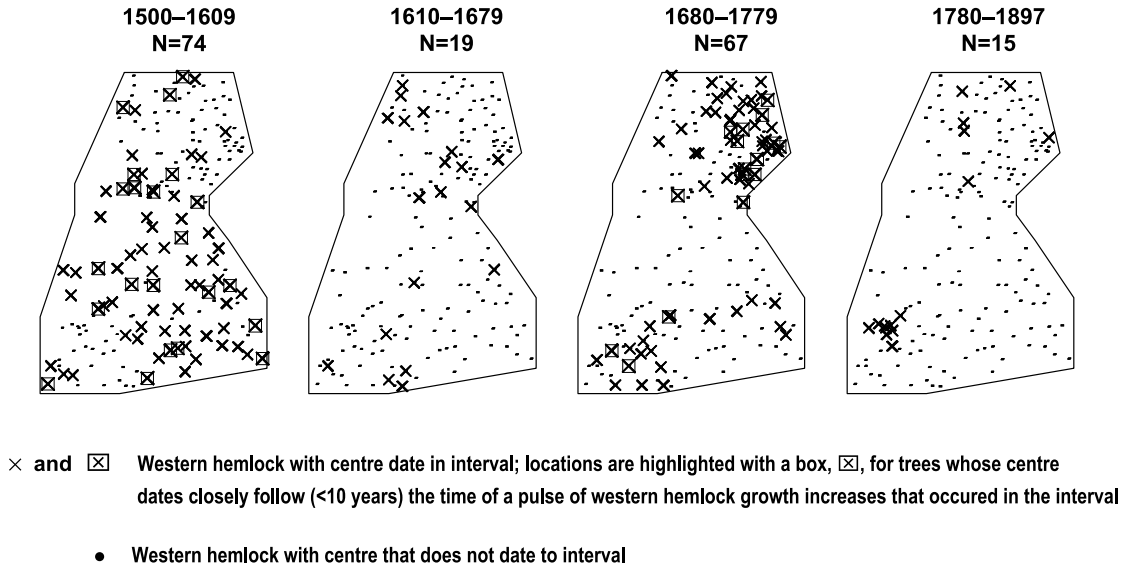 1500–1609 1610–1679 1680–1779 1780–1897
N=74 N=19 N=67 N=15
× and ☒ Western hemlock with centre date in interval; locations are highlighted with a box, ☒, for trees whose centre
dates closely follow (<10 years) the time of a pulse of western hemlock growth increases that occured in the interval
• Western hemlock with centre that does not date to interval